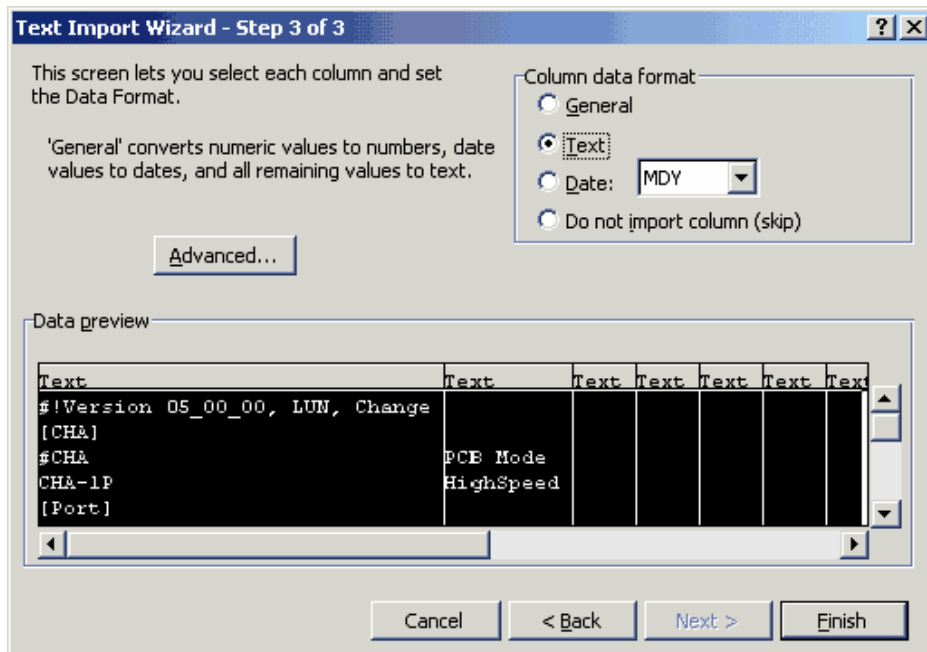 Text Import Wizard - Step 3 of 3
This screen lets you select each column and set
the Data Format.
'General' converts numeric values to numbers, date
values to dates, and all remaining values to text.
Advanced...
Column data format
General
Text
Date: MDY
Do not import column (skip)
Data preview
Text Text Text Text Text Text Text
#!Version 05_00_00, LUN, Change
[CHA]
#CHA PCB Mode
CHA-1P HighSpeed
[Port]
Cancel < Back Next > Finish